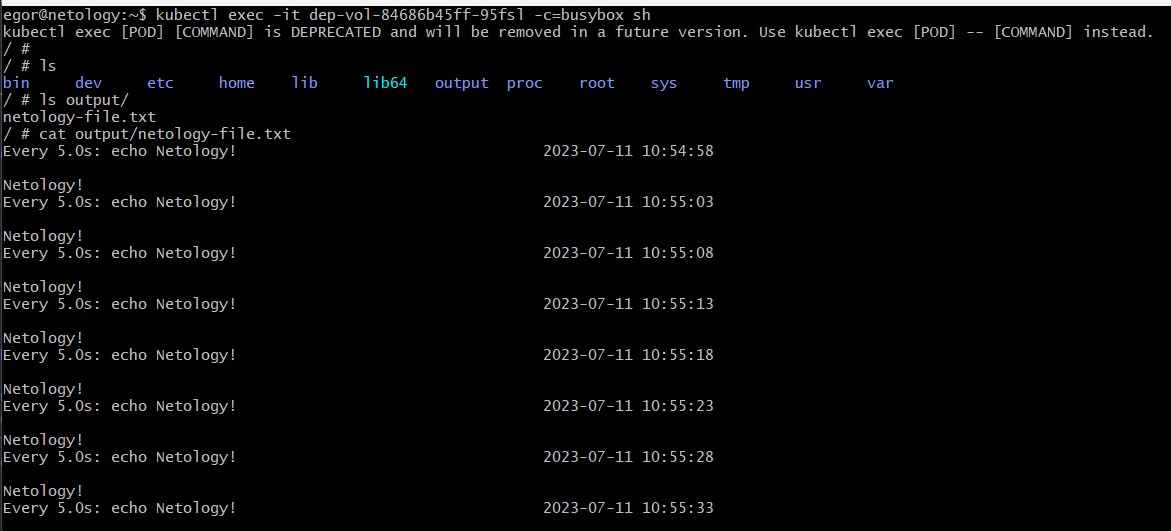 egor@netology:~$ kubectl exec -it dep-vol-84686b45ff-95fsl -c=busybox sh
kubectl exec [POD] [COMMAND] is DEPRECATED and will be removed in a future version. Use kubectl exec [POD] -- [COMMAND] instead.
/ #
/ # ls
bin     dev     etc     home    lib     lib64   output  proc    root    sys     tmp     usr     var
/ # ls output/
netology-file.txt
/ # cat output/netology-file.txt
Every 5.0s: echo Netology!                                  2023-07-11 10:54:58

Netology!
Every 5.0s: echo Netology!                                  2023-07-11 10:55:03

Netology!
Every 5.0s: echo Netology!                                  2023-07-11 10:55:08

Netology!
Every 5.0s: echo Netology!                                  2023-07-11 10:55:13

Netology!
Every 5.0s: echo Netology!                                  2023-07-11 10:55:18

Netology!
Every 5.0s: echo Netology!                                  2023-07-11 10:55:23

Netology!
Every 5.0s: echo Netology!                                  2023-07-11 10:55:28

Netology!
Every 5.0s: echo Netology!                                  2023-07-11 10:55:33